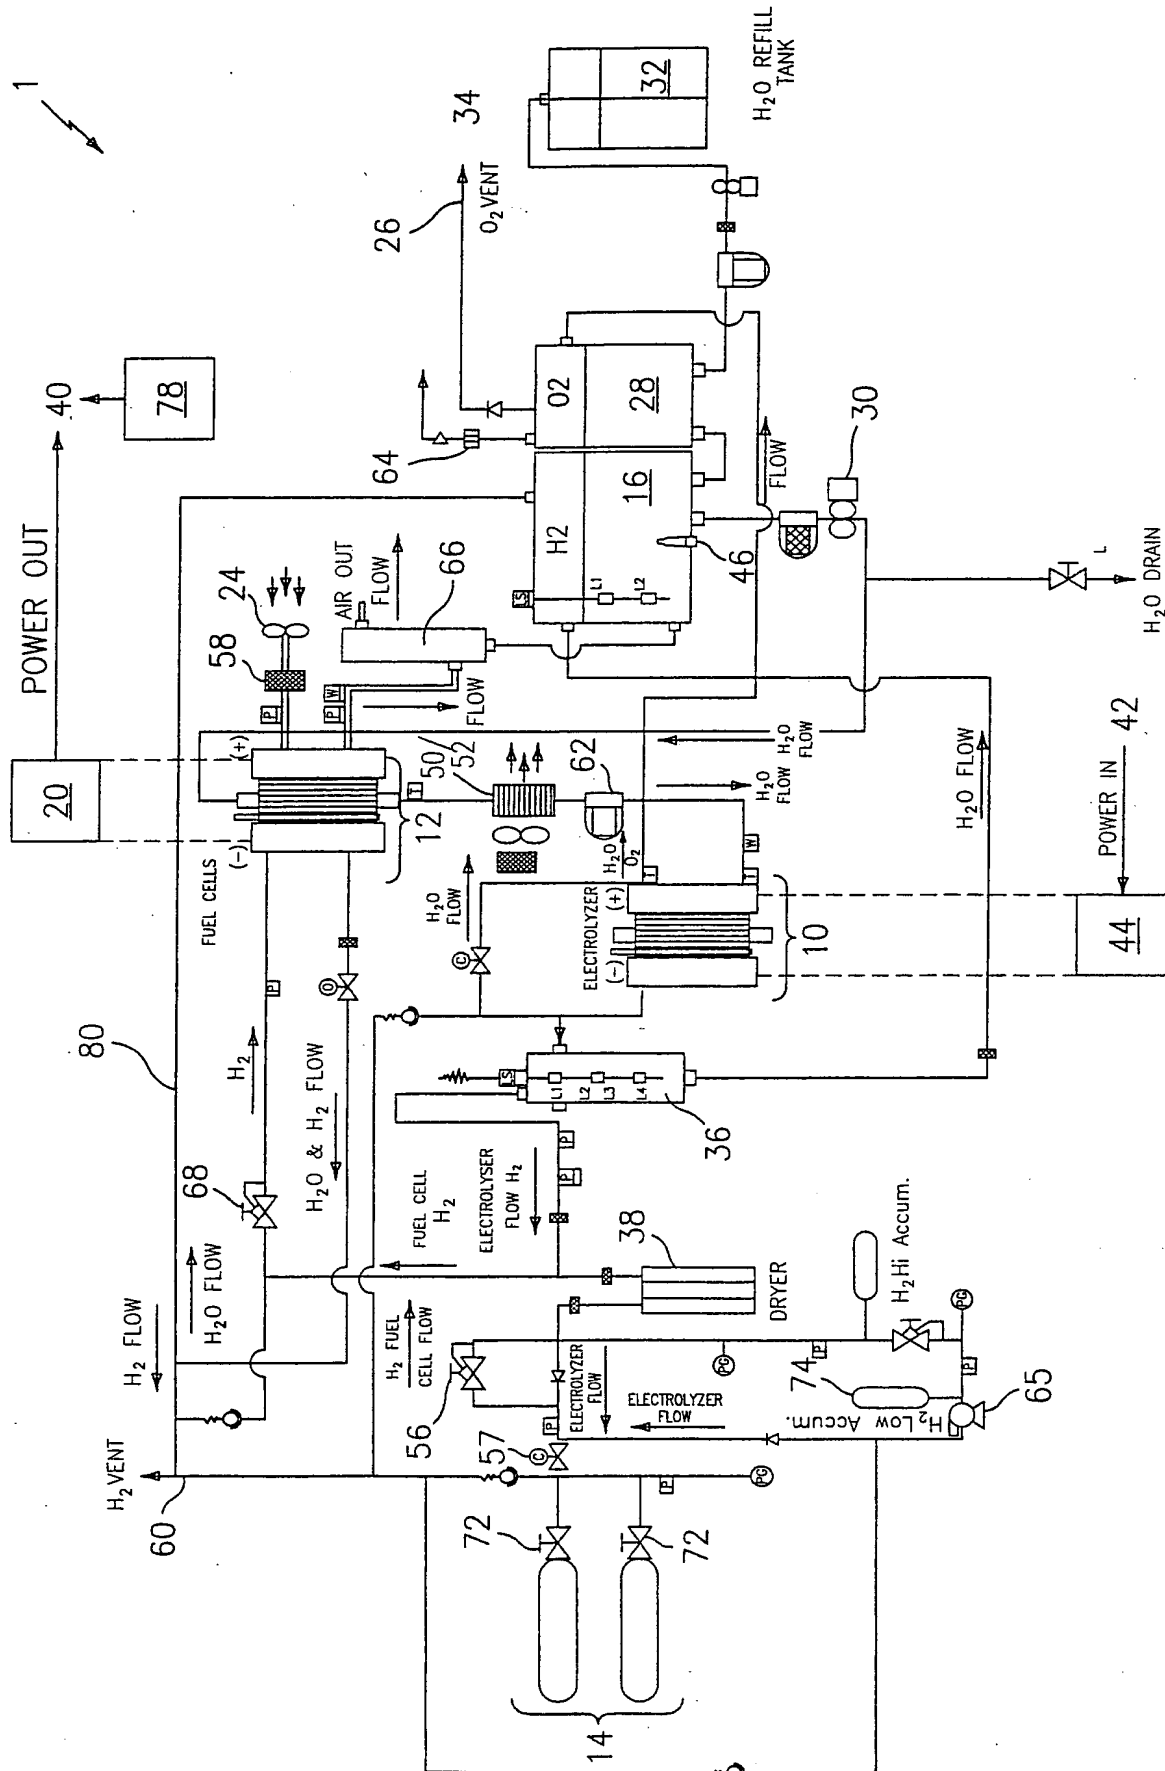 1
34
32
H₂O REFILL
TANK
26
O₂ VENT
POWER OUT
40
78
64
O2
28
30
24
58
AIR OUT
FLOW
66
H2
16
S
L1
L2
46
FLOW
L
H₂O DRAIN
20
(+)
(-)
P
P
W
FLOW
52
50
12
T
62
H₂O
FLOW
H₂O
FLOW
H₂O FLOW
POWER IN
42
44
FUEL CELLS
H₂O
FLOW
H₂O
O₂
T
T
W
ELECTROLYZER
(+)
(-)
10
C
O
P
80
H₂
H₂O & H₂ FLOW
68
LS
L1
L2
L3
L4
36
P
P
FUEL CELL
H₂
ELECTROLYSER
FLOW H₂
38
DRYER
H₂ FLOW
H₂O FLOW
H₂ FUEL
CELL FLOW
56
57
C
P
ELECTROLYZER
FLOW
ELECTROLYZER
FLOW
PG
P
H₂Hi Accum.
PG
P
74
H₂Low Accum.
65
H₂ VENT
60
72
72
P
PG
14